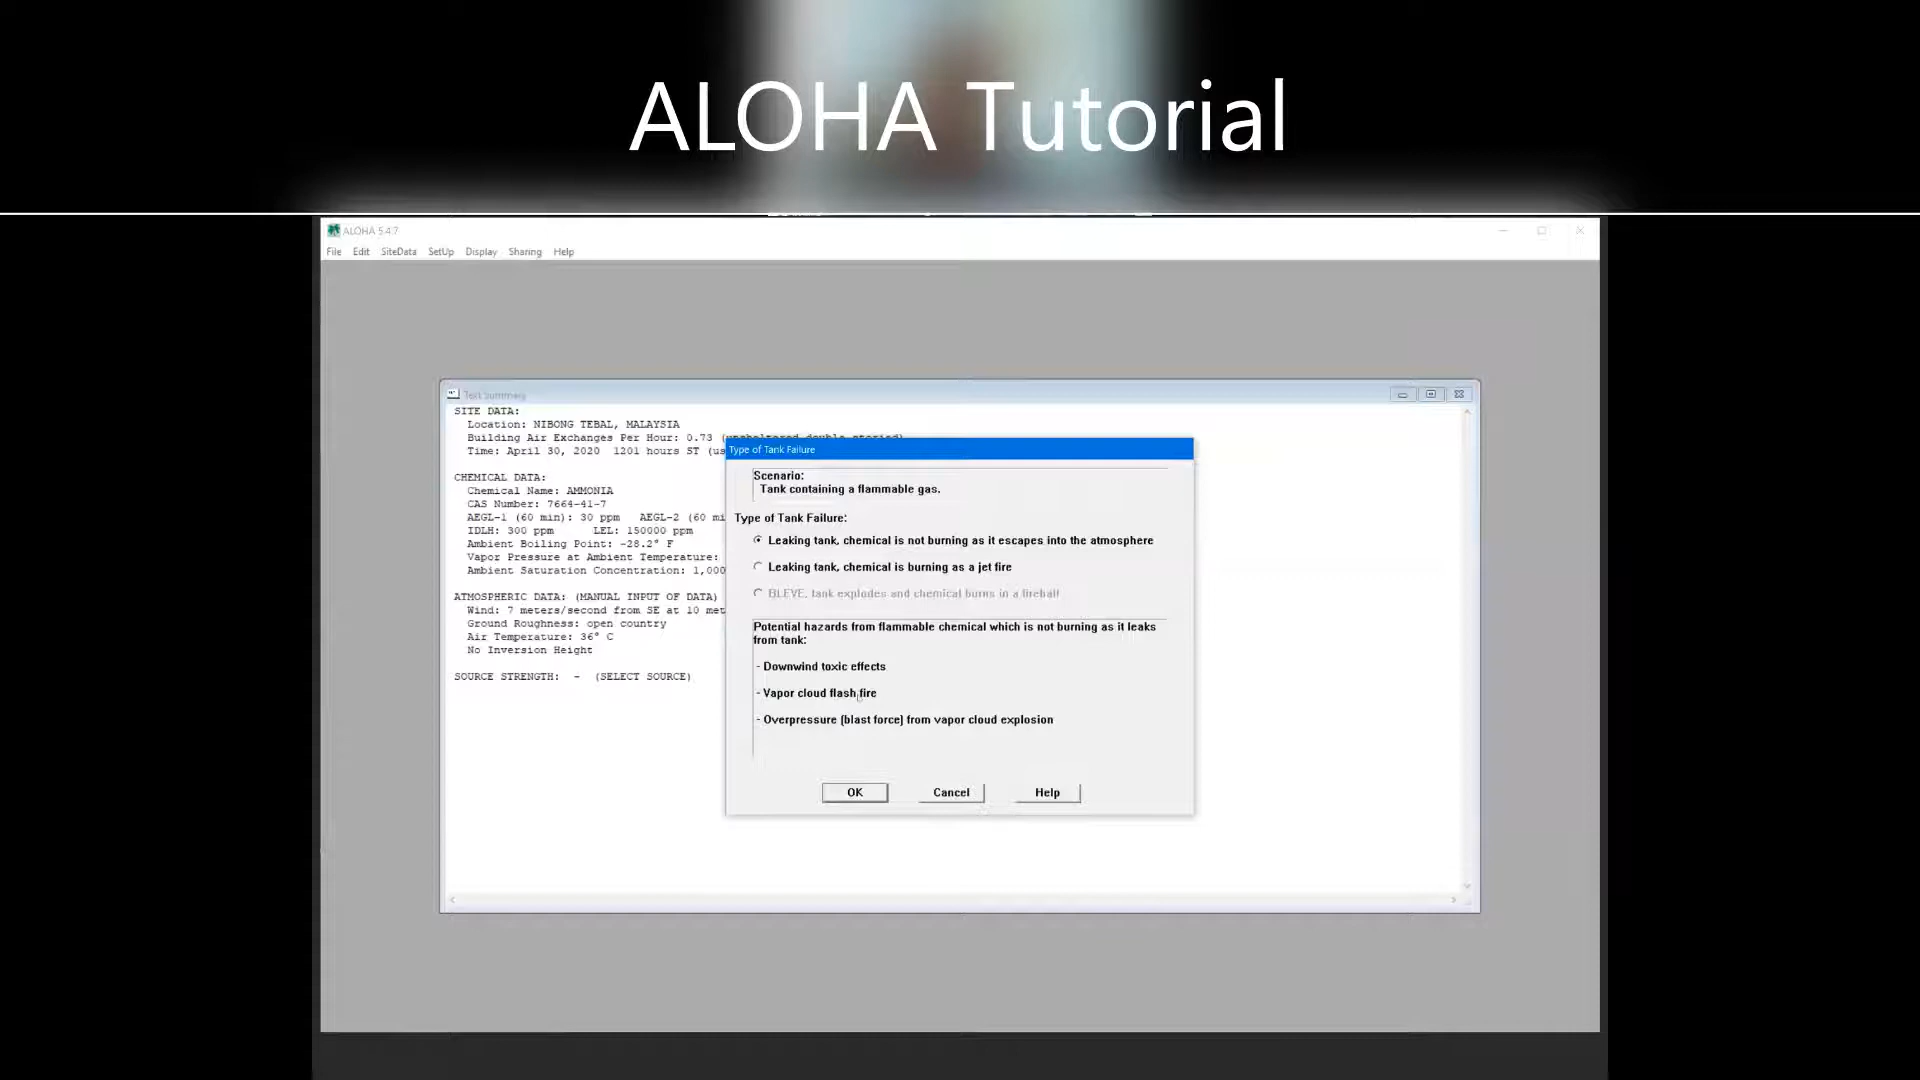 ALOHA Tutorial
ALOHA 5.4.7
File Edit SiteData SetUp Display Sharing Help
Text Summary
SITE DATA:
Location: NIBONG TEBAL, MALAYSIA
Building Air Exchanges Per Hour: 0.73 (unsheltered double storied)
Time: April 30, 2020 1201 hours ST (us
CHEMICAL DATA:
Chemical Name: AMMONIA
CAS Number: 7664-41-7
AEGL-1 (60 min): 30 ppm AEGL-2 (60 mi
IDLH: 300 ppm LEL: 150000 ppm
Ambient Boiling Point: -28.2° F
Vapor Pressure at Ambient Temperature:
Ambient Saturation Concentration: 1,000
ATMOSPHERIC DATA: (MANUAL INPUT OF DATA)
Wind: 7 meters/second from SE at 10 met
Ground Roughness: open country
Air Temperature: 36° C
No Inversion Height
SOURCE STRENGTH: - (SELECT SOURCE)
Type of Tank Failure
Scenario:
Tank containing a flammable gas.
Type of Tank Failure:
Leaking tank, chemical is not burning as it escapes into the atmosphere
Leaking tank, chemical is burning as a jet fire
BLEVE, tank explodes and chemical burns in a fireball
Potential hazards from flammable chemical which is not burning as it leaks
from tank:
- Downwind toxic effects
- Vapor cloud flash fire
- Overpressure (blast force) from vapor cloud explosion
OK Cancel Help